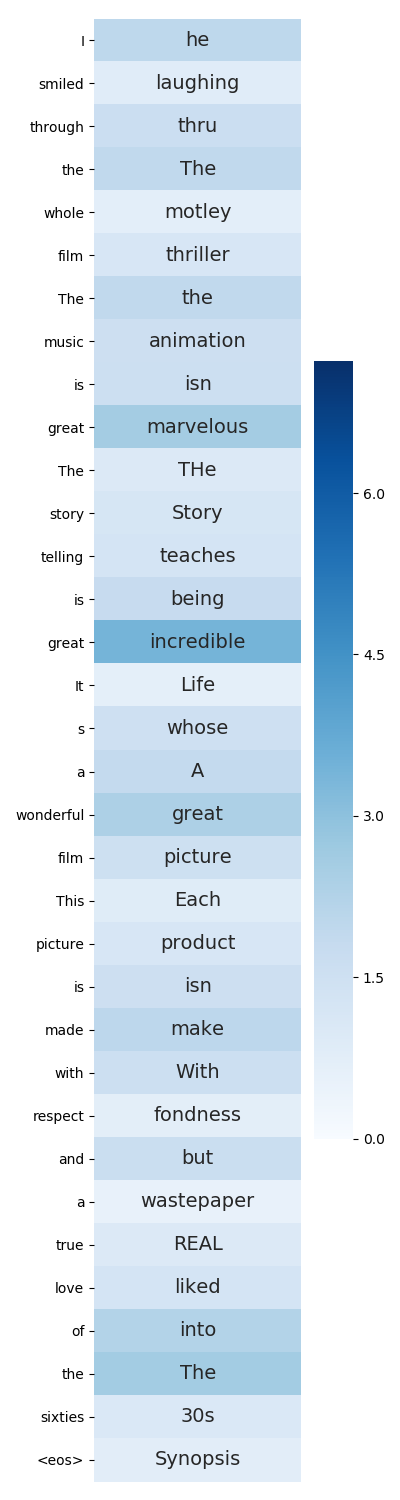 I he
smiled laughing
through thru
the The
whole motley
film thriller
The the
music animation
is isn
great marvelous
The THe
story Story
telling teaches
is being
great incredible
It Life
s whose
a A
wonderful great
film picture
This Each
picture product
is isn
made make
with With
respect fondness
and but
a wastepaper
true REAL
love liked
of into
the The
sixties 30s
<eos> Synopsis
6.0
4.5
3.0
1.5
0.0